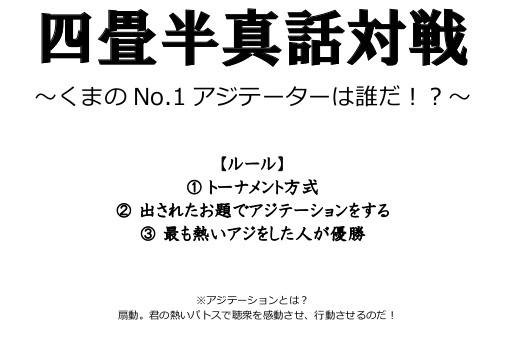 四畳半真話対戦
～くまの No.1 アジテーターは誰だ！？～
【ルール】
① トーナメント方式
② 出されたお題でアジテーションをする
③ 最も熱いアジをした人が優勝
※アジテーションとは？
扇動。君の熱いパトスで聴衆を感動させ、行動させるのだ！